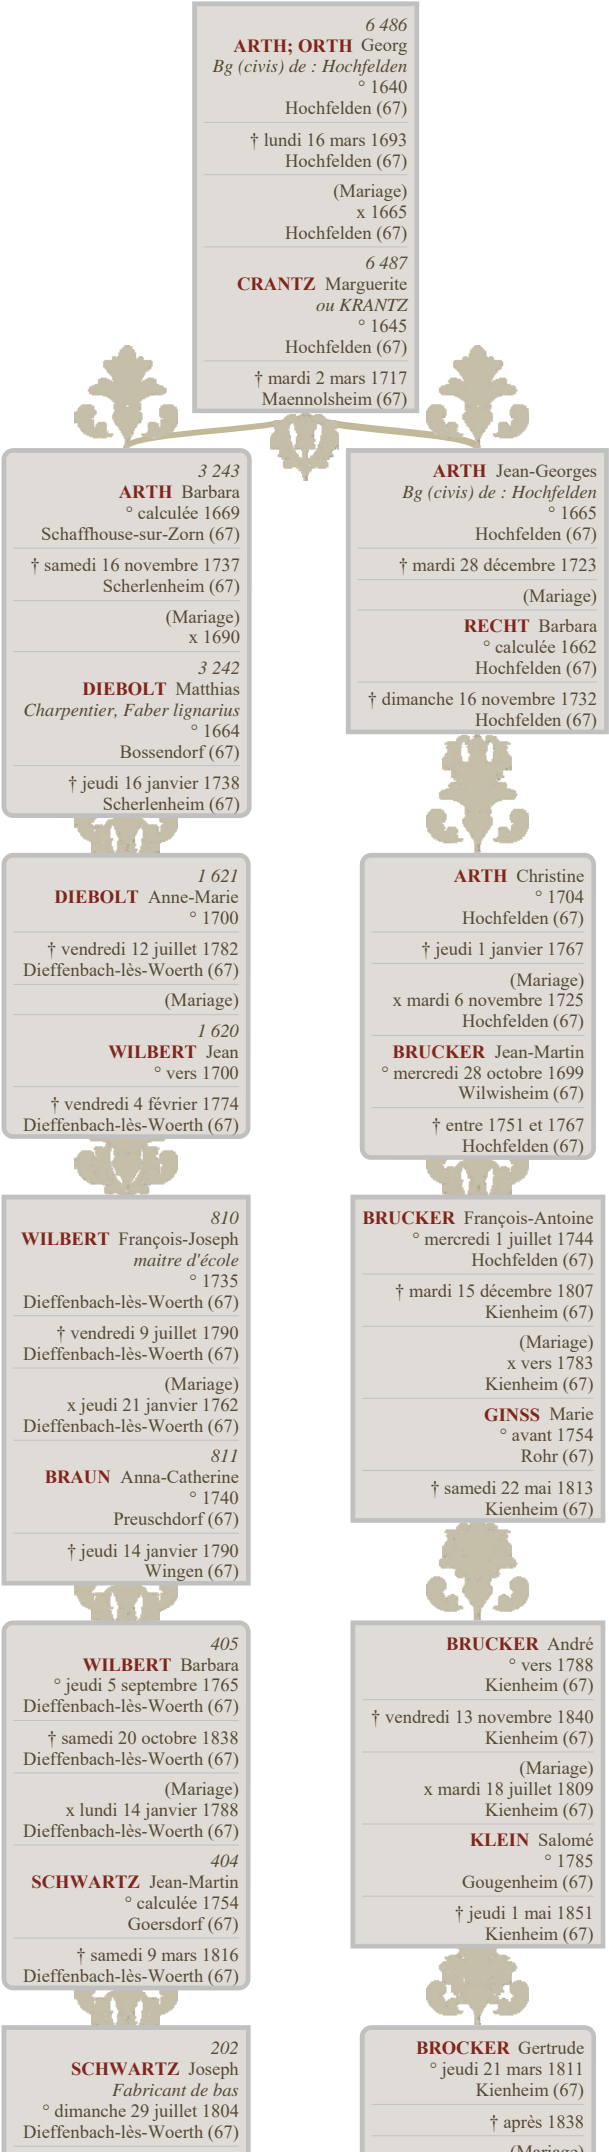 6 486
ARTH; ORTH Georg
Bg (civis) de : Hochfelden
° 1640
Hochfelden (67)
† lundi 16 mars 1693
Hochfelden (67)
(Mariage)
x 1665
Hochfelden (67)
6 487
CRANTZ Marguerite
ou KRANTZ
° 1645
Hochfelden (67)
† mardi 2 mars 1717
Maennolsheim (67)
3 243
ARTH Barbara
° calculée 1669
Schaffhouse-sur-Zorn (67)
† samedi 16 novembre 1737
Scherlenheim (67)
(Mariage)
x 1690
3 242
DIEBOLT Matthias
Charpentier, Faber lignarius
° 1664
Bossendorf (67)
† jeudi 16 janvier 1738
Scherlenheim (67)
1 621
DIEBOLT Anne-Marie
° 1700
† vendredi 12 juillet 1782
Dieffenbach-lès-Woerth (67)
(Mariage)
1 620
WILBERT Jean
° vers 1700
† vendredi 4 février 1774
Dieffenbach-lès-Woerth (67)
810
WILBERT François-Joseph
maitre d'école
° 1735
Dieffenbach-lès-Woerth (67)
† vendredi 9 juillet 1790
Dieffenbach-lès-Woerth (67)
(Mariage)
x jeudi 21 janvier 1762
Dieffenbach-lès-Woerth (67)
811
BRAUN Anna-Catherine
° 1740
Preuschdorf (67)
† jeudi 14 janvier 1790
Wingen (67)
405
WILBERT Barbara
° jeudi 5 septembre 1765
Dieffenbach-lès-Woerth (67)
† samedi 20 octobre 1838
Dieffenbach-lès-Woerth (67)
(Mariage)
x lundi 14 janvier 1788
Dieffenbach-lès-Woerth (67)
404
SCHWARTZ Jean-Martin
° calculée 1754
Goersdorf (67)
† samedi 9 mars 1816
Dieffenbach-lès-Woerth (67)
202
SCHWARTZ Joseph
Fabricant de bas
° dimanche 29 juillet 1804
Dieffenbach-lès-Woerth (67)
ARTH Jean-Georges
Bg (civis) de : Hochfelden
° 1665
Hochfelden (67)
† mardi 28 décembre 1723
(Mariage)
RECHT Barbara
° calculée 1662
Hochfelden (67)
† dimanche 16 novembre 1732
Hochfelden (67)
ARTH Christine
° 1704
Hochfelden (67)
† jeudi 1 janvier 1767
(Mariage)
x mardi 6 novembre 1725
Hochfelden (67)
BRUCKER Jean-Martin
° mercredi 28 octobre 1699
Wilwisheim (67)
† entre 1751 et 1767
Hochfelden (67)
BRUCKER François-Antoine
° mercredi 1 juillet 1744
Hochfelden (67)
† mardi 15 décembre 1807
Kienheim (67)
(Mariage)
x vers 1783
Kienheim (67)
GINSS Marie
° avant 1754
Rohr (67)
† samedi 22 mai 1813
Kienheim (67)
BRUCKER André
° vers 1788
Kienheim (67)
† vendredi 13 novembre 1840
Kienheim (67)
(Mariage)
x mardi 18 juillet 1809
Kienheim (67)
KLEIN Salomé
° 1785
Gougenheim (67)
† jeudi 1 mai 1851
Kienheim (67)
BROCKER Gertrude
° jeudi 21 mars 1811
Kienheim (67)
† après 1838
(Mariage)